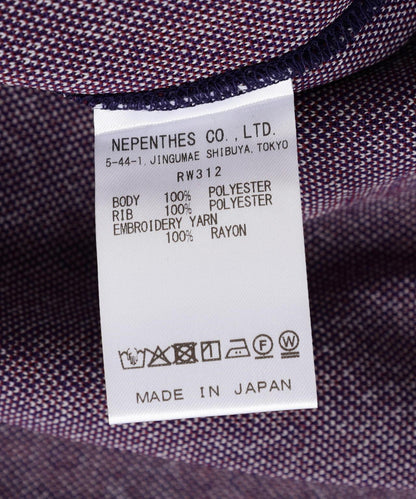 NEPENTHES CO., LTD.
5-44-1, JINGUMAE SHIBUYA, TOKYO
RW312
BODY 100% POLYESTER
RIB 100% POLYESTER
EMBROIDERY YARN
100% RAYON
F W
MADE IN JAPAN